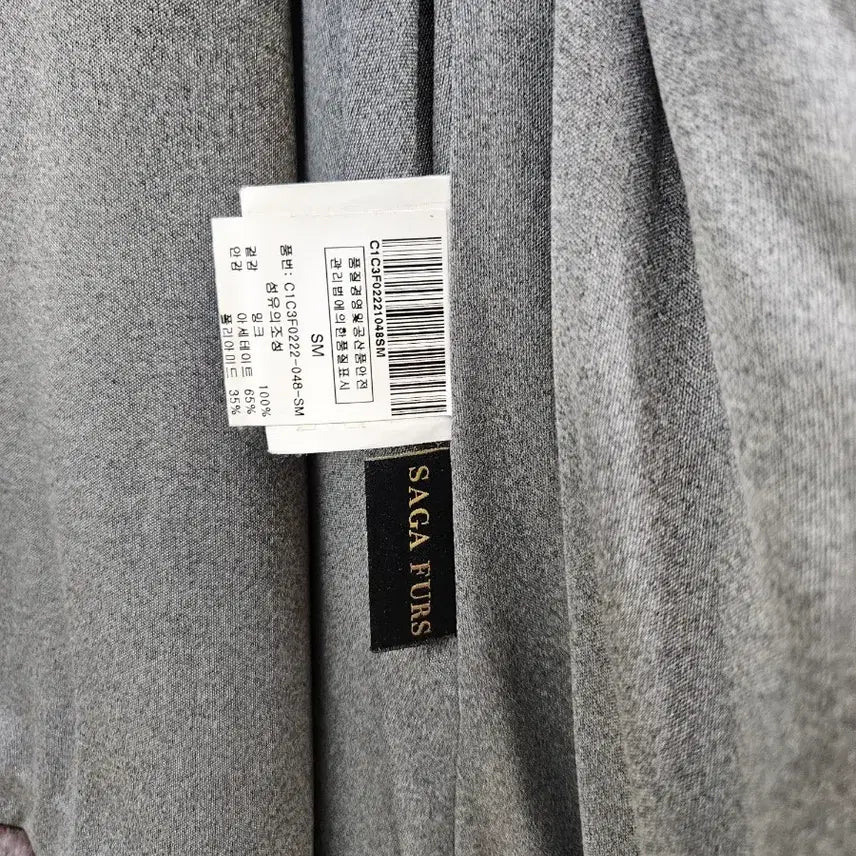 C1C3F02221048SM
품질경영및공산품안전
관리법에의한품질표시
SM
품번: C1C3F0222-048-SM
섬유의조성
겉감 밍크 100%
안감 아세테이트 65%
폴리아미드 35%
SAGA FURS